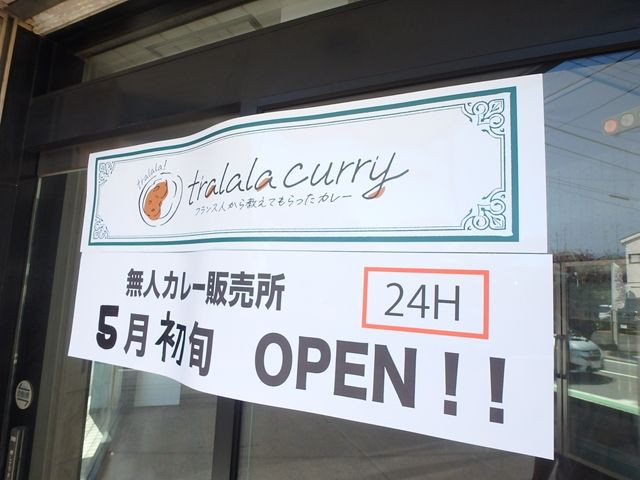 tralala!
tralala curry
フランス人から教えてもらったカレー
無人カレー販売所
24H
5月初旬 OPEN!!